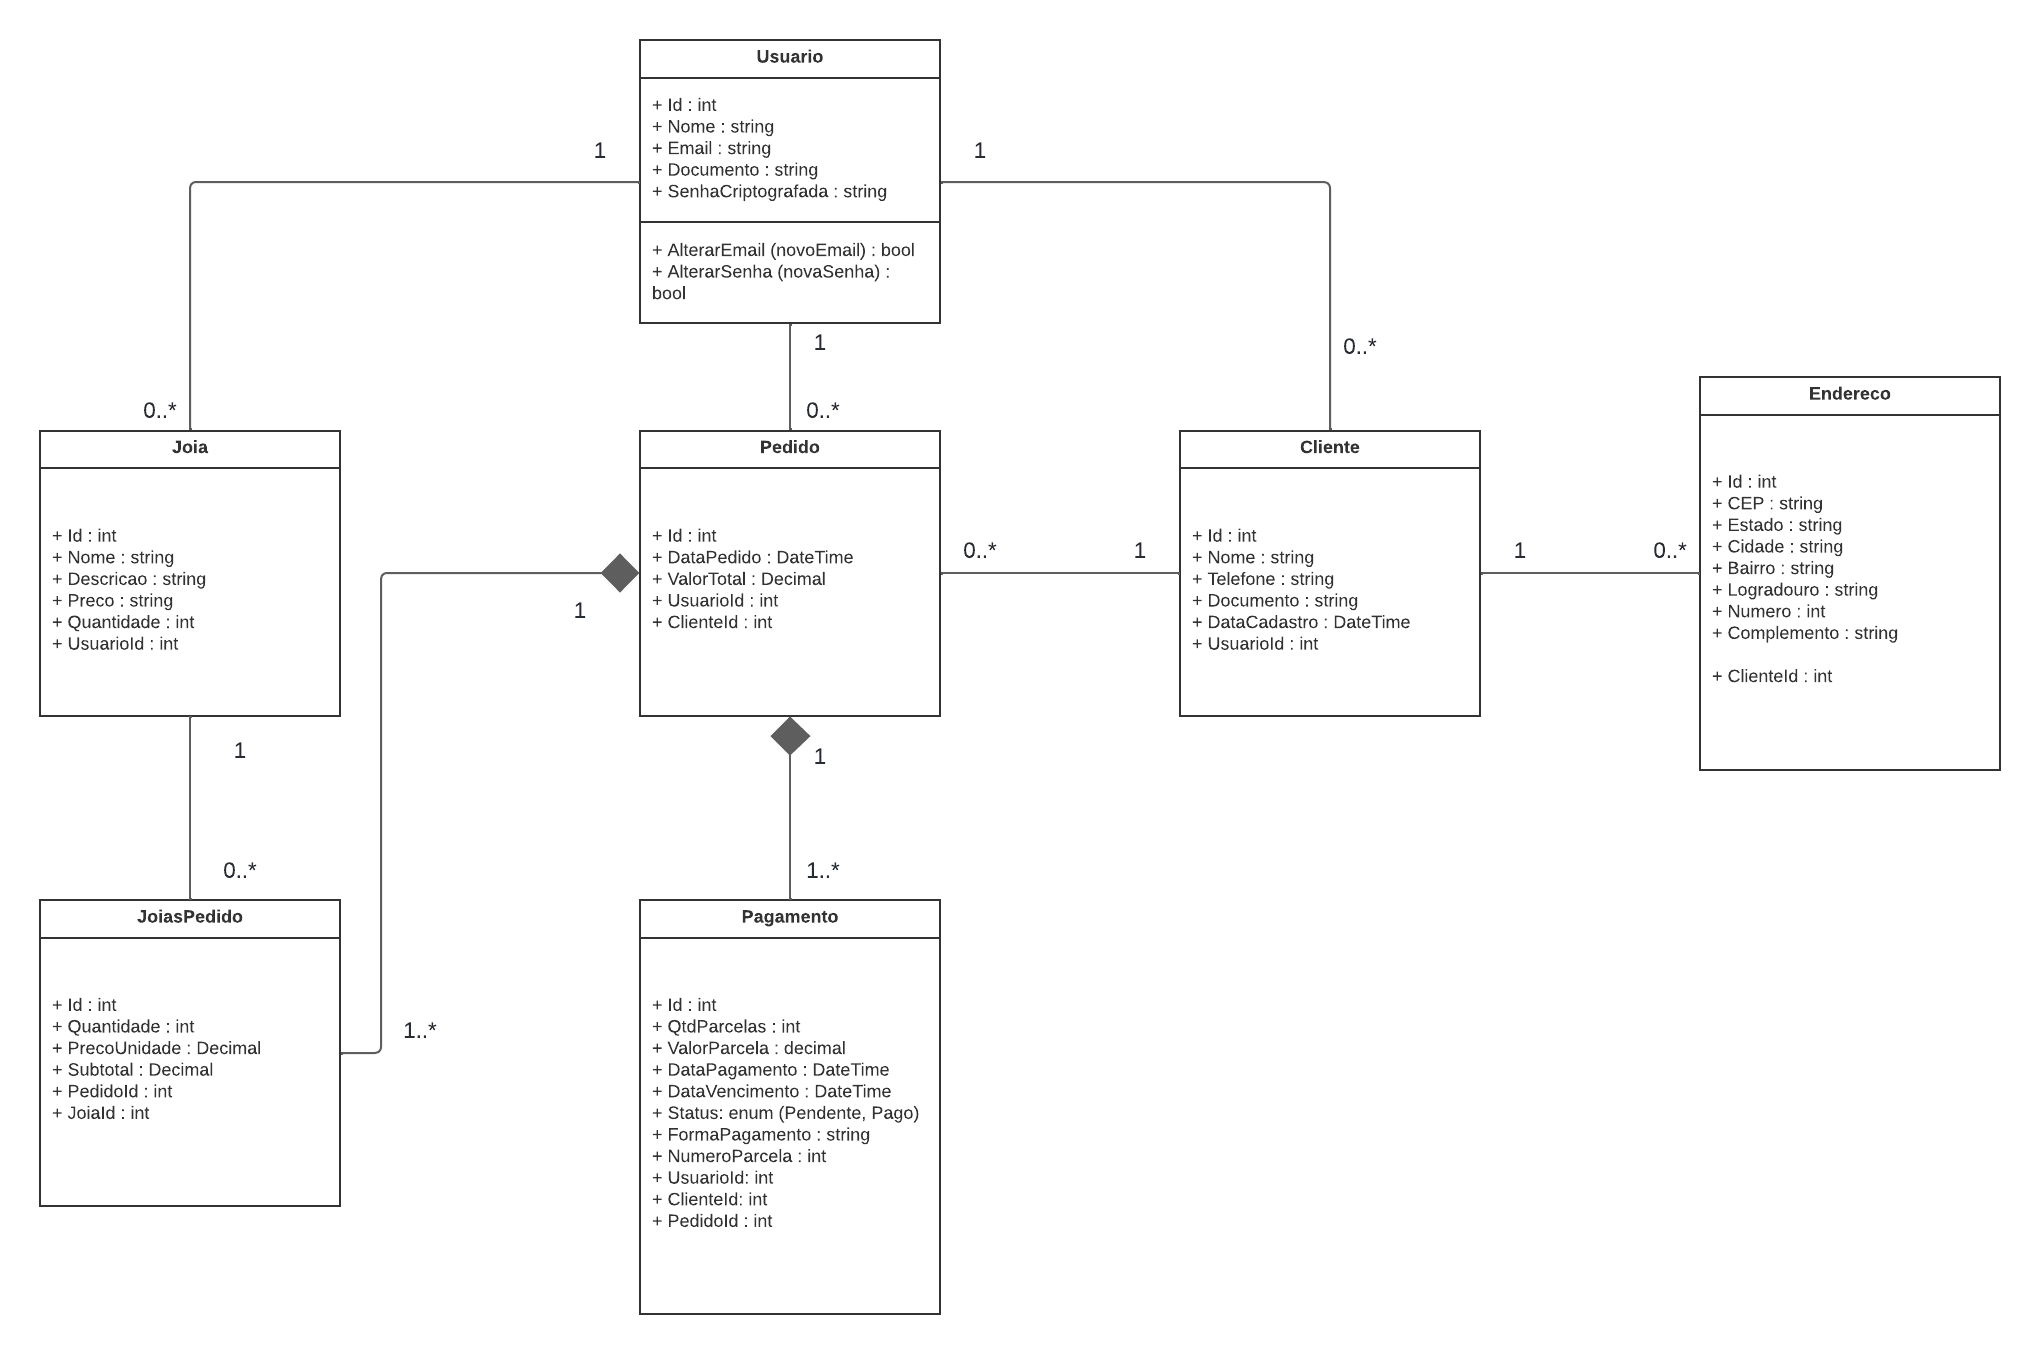 Usuario
+ Id : int
+ Nome : string
+ Email : string
+ Documento : string
+ SenhaCriptografada : string
+ AlterarEmail (novoEmail) : bool
+ AlterarSenha (novaSenha) :
bool
1
1
1
0..*
0..*
0..*
Joia
+ Id : int
+ Nome : string
+ Descricao : string
+ Preco : string
+ Quantidade : int
+ UsuarioId : int
Pedido
+ Id : int
+ DataPedido : DateTime
+ ValorTotal : Decimal
+ UsuarioId : int
+ ClienteId : int
0..*
1
Cliente
+ Id : int
+ Nome : string
+ Telefone : string
+ Documento : string
+ DataCadastro : DateTime
+ UsuarioId : int
1
0..*
Endereco
+ Id : int
+ CEP : string
+ Estado : string
+ Cidade : string
+ Bairro : string
+ Logradouro : string
+ Numero : int
+ Complemento : string
+ ClienteId : int
1
1
1
0..*
1..*
JoiasPedido
+ Id : int
+ Quantidade : int
+ PrecoUnidade : Decimal
+ Subtotal : Decimal
+ PedidoId : int
+ JoiaId : int
1..*
Pagamento
+ Id : int
+ QtdParcelas : int
+ ValorParcela : decimal
+ DataPagamento : DateTime
+ DataVencimento : DateTime
+ Status: enum (Pendente, Pago)
+ FormaPagamento : string
+ NumeroParcela : int
+ UsuarioId: int
+ ClienteId: int
+ PedidoId : int